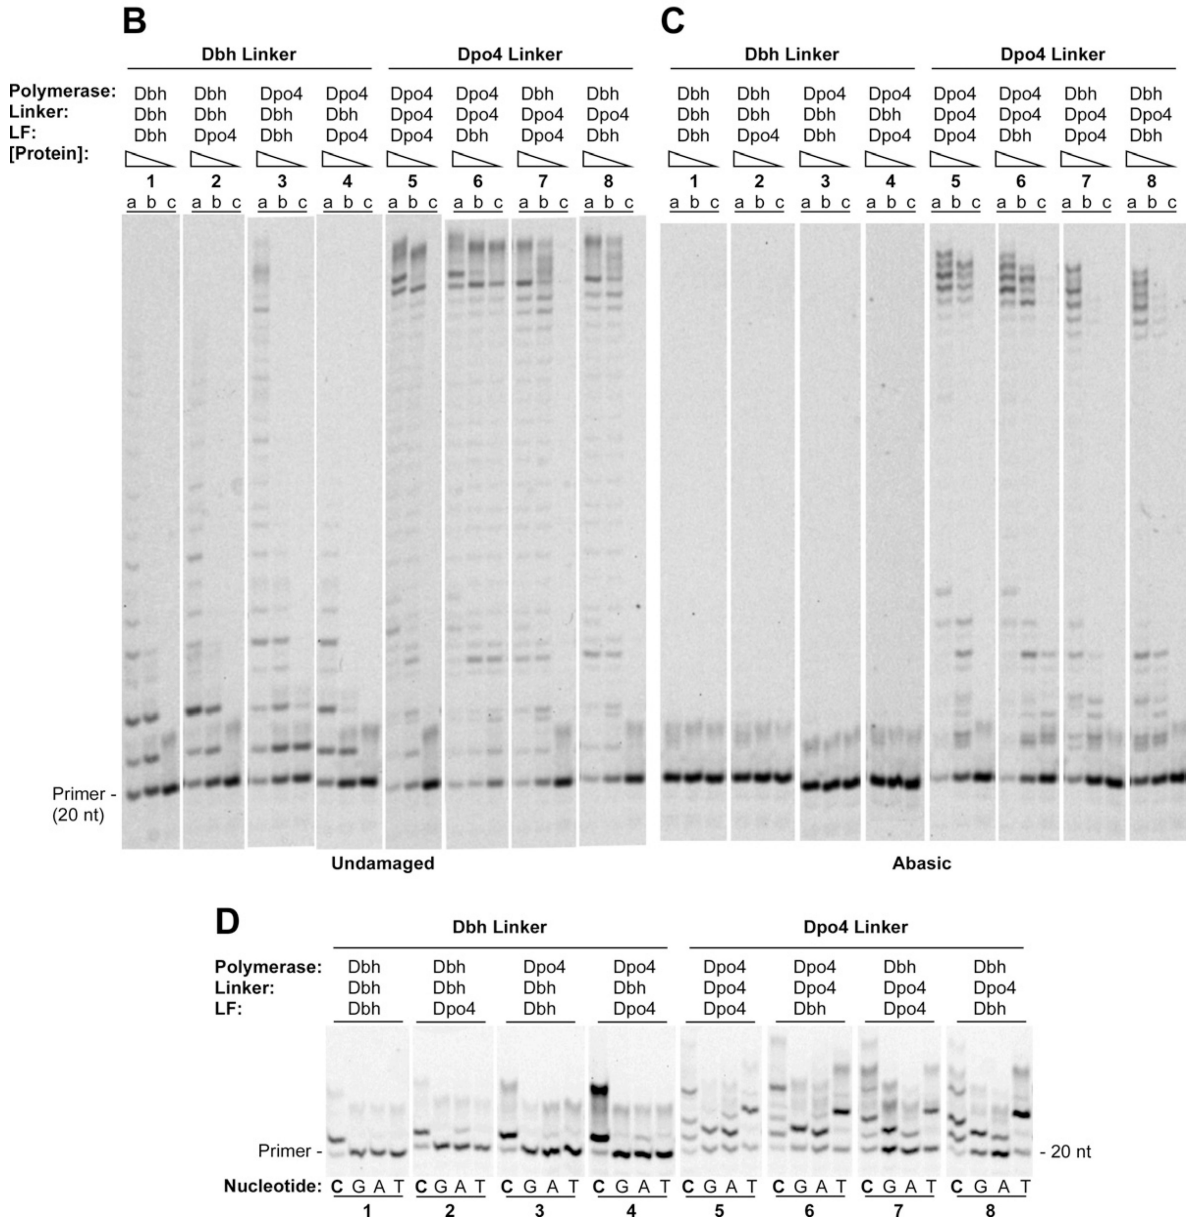 B
C
Dbh Linker Dpo4 Linker Dbh Linker Dpo4 Linker
Polymerase: Dbh Dbh Dpo4 Dpo4 Dpo4 Dpo4 Dbh Dbh Dbh Dbh Dpo4 Dpo4 Dpo4 Dpo4 Dbh Dbh
Linker: Dbh Dbh Dbh Dbh Dpo4 Dpo4 Dpo4 Dpo4 Dbh Dbh Dbh Dbh Dpo4 Dpo4 Dpo4 Dpo4
LF: Dbh Dpo4 Dbh Dpo4 Dpo4 Dbh Dpo4 Dbh Dbh Dpo4 Dbh Dpo4 Dpo4 Dbh Dpo4 Dbh
[Protein]:
1 2 3 4 5 6 7 8 1 2 3 4 5 6 7 8
a b c a b c a b c a b c a b c a b c a b c a b c a b c a b c a b c a b c a b c a b c a b c a b c
Primer -
(20 nt)
Undamaged Abasic
D
Dbh Linker Dpo4 Linker
Polymerase: Dbh Dbh Dpo4 Dpo4 Dpo4 Dpo4 Dbh Dbh
Linker: Dbh Dbh Dbh Dbh Dpo4 Dpo4 Dpo4 Dpo4
LF: Dbh Dpo4 Dbh Dpo4 Dpo4 Dbh Dpo4 Dbh
Primer - - 20 nt
Nucleotide: C G A T C G A T C G A T C G A T C G A T C G A T C G A T C G A T
1 2 3 4 5 6 7 8